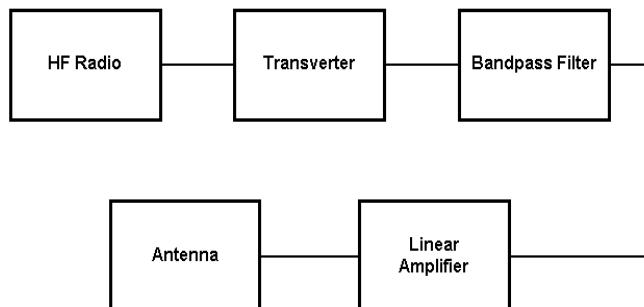 HF Radio
Transverter
Bandpass Filter
Antenna
Linear
Amplifier